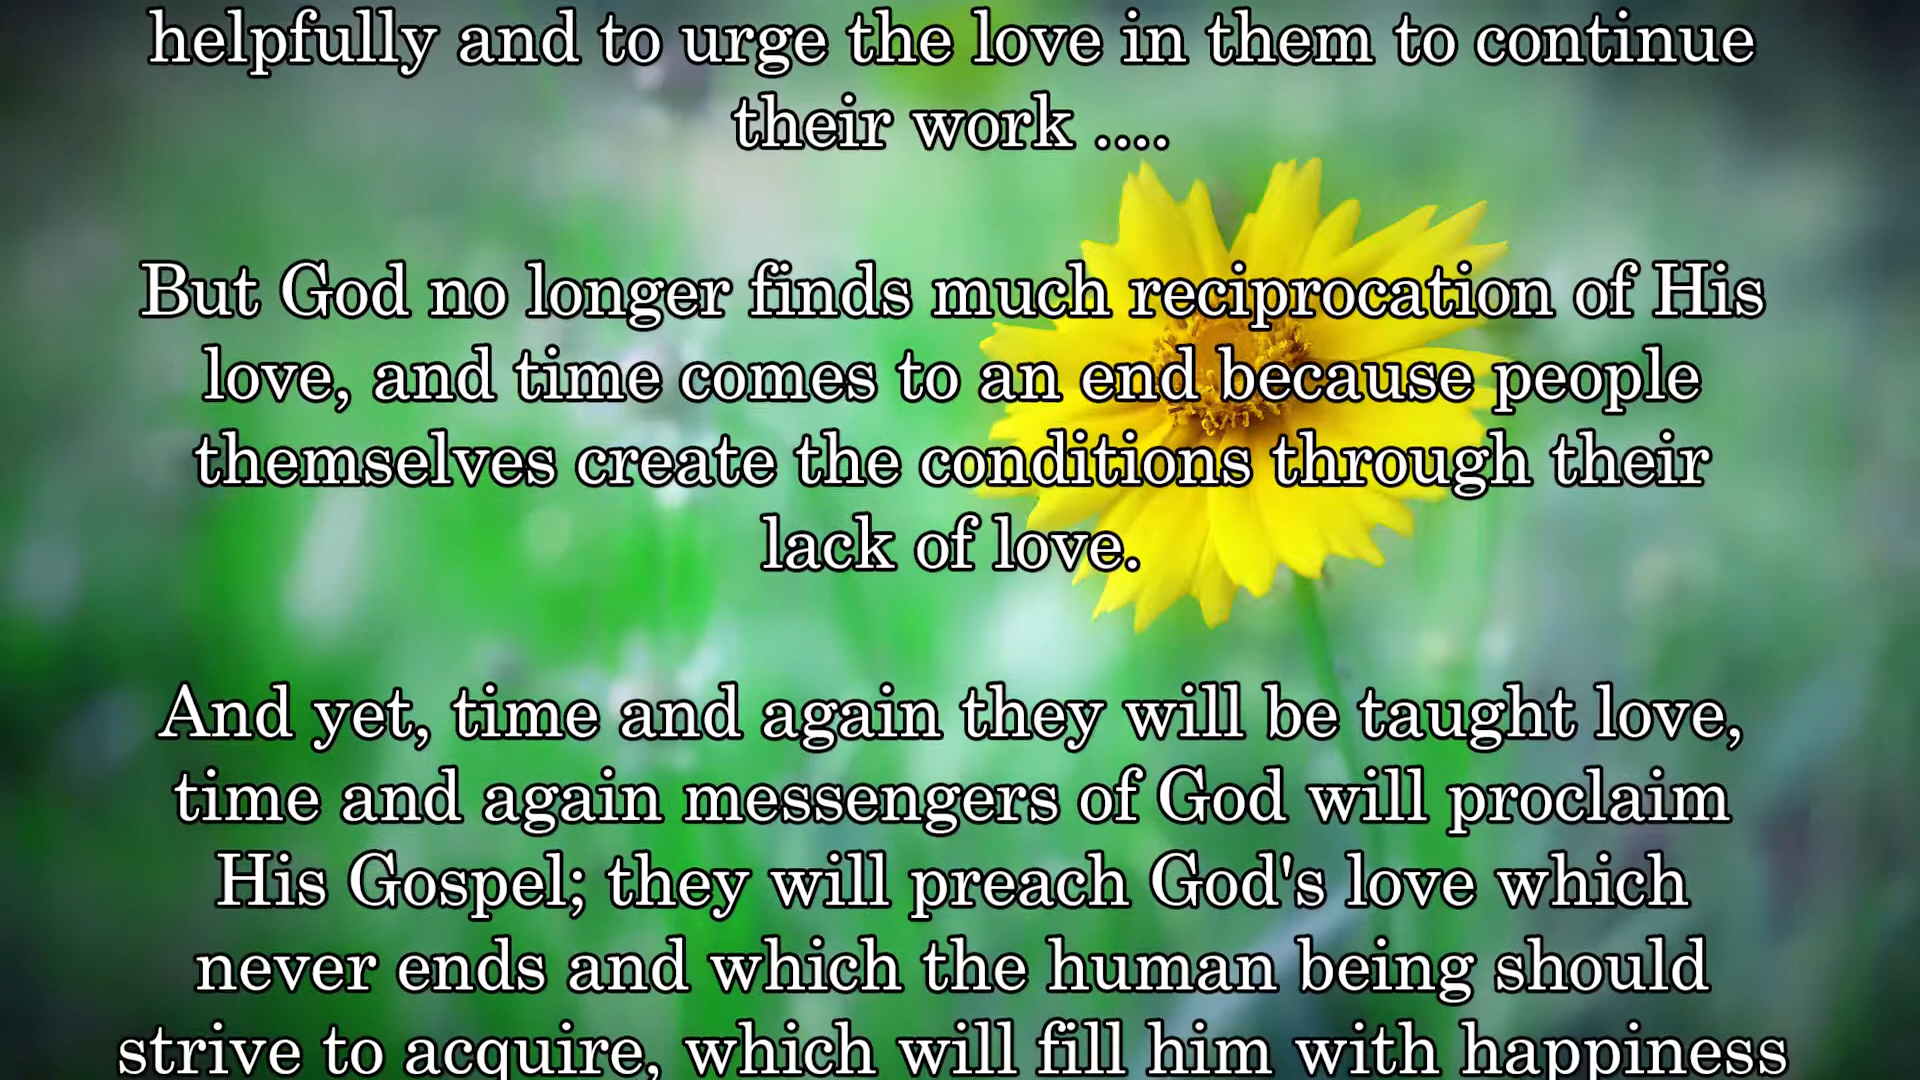 helpfully and to urge the love in them to continue
their work ....
But God no longer finds much reciprocation of His
love, and time comes to an end because people
themselves create the conditions through their
lack of love.
And yet, time and again they will be taught love,
time and again messengers of God will proclaim
His Gospel; they will preach God's love which
never ends and which the human being should
strive to acquire, which will fill him with happiness